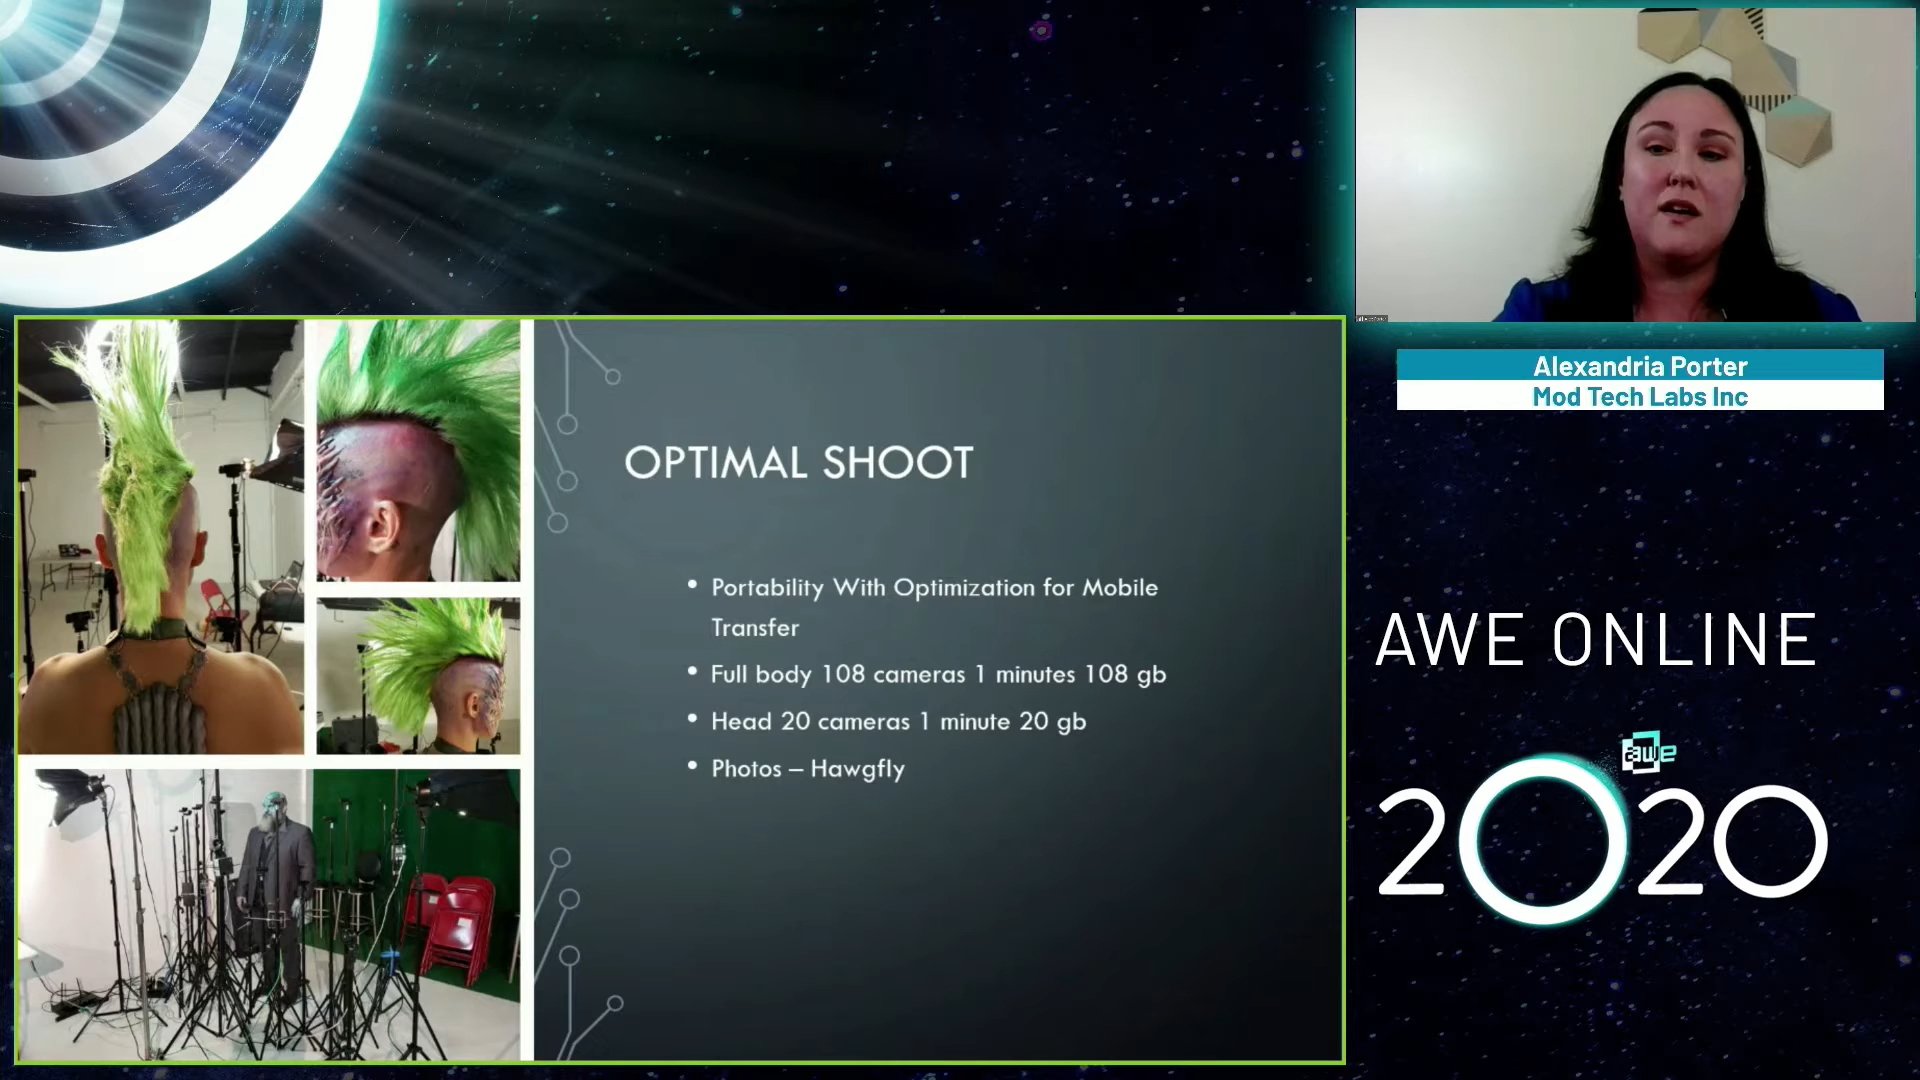 Alexandria Porter
Mod Tech Labs Inc
OPTIMAL SHOOT
• Portability With Optimization for Mobile
Transfer
• Full body 108 cameras 1 minutes 108 gb
• Head 20 cameras 1 minute 20 gb
• Photos – Hawgfly
AWE ONLINE
awe
2020